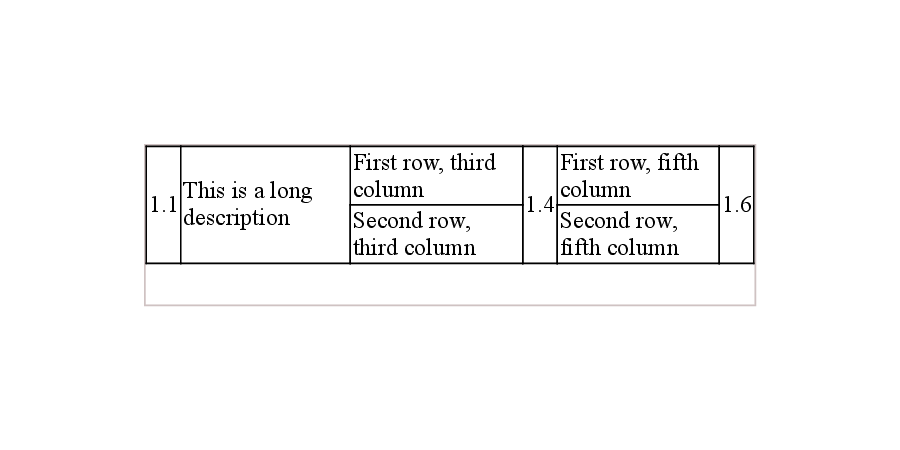 1.1
This is a long
description
First row, third
column
Second row,
third column
1.4
First row, fifth
column
Second row,
fifth column
1.6